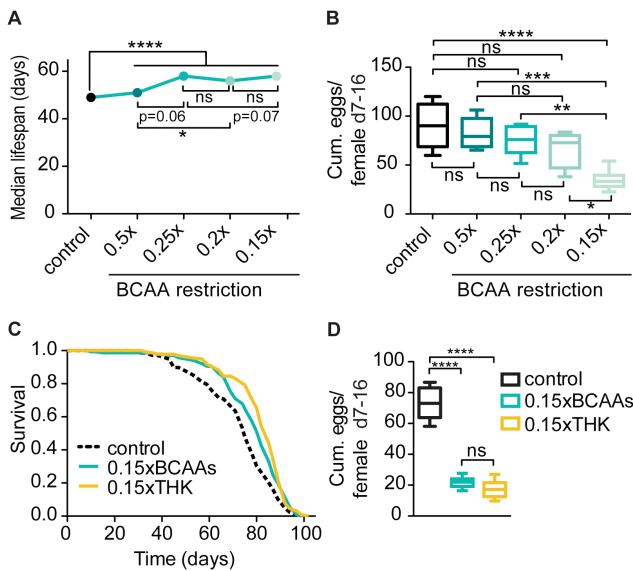 A
Median lifespan (days)
60
40
20
0
****
p=0.06
ns
ns
p=0.07
*
control
0.5x
0.25x
0.2x
0.15x
BCAA restriction
B
Cum. eggs/
female d7-16
150
100
50
0
****
ns
ns
***
ns
**
ns
ns
ns
*
control
0.5x
0.25x
0.2x
0.15x
BCAA restriction
C
Survival
1.0
0.8
0.6
0.4
0.2
0.0
control
0.15xBCAAs
0.15xTHK
0
20
40
60
80
100
Time (days)
D
Cum. eggs/
female d7-16
100
80
60
40
20
0
****
****
ns
control
0.15xBCAAs
0.15xTHK